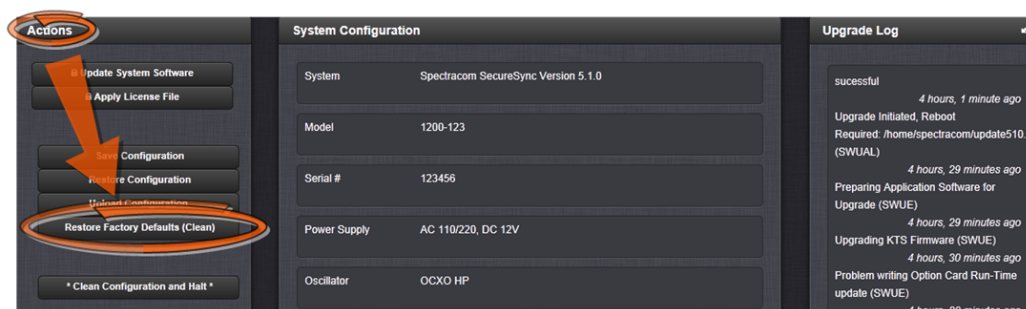 Actions
Update System Software
Apply License File
Save Configuration
Restore Configuration
Upload Configuration
Restore Factory Defaults (Clean)
* Clean Configuration and Halt *
System Configuration
System Spectracom SecureSync Version 5.1.0
Model 1200-123
Serial # 123456
Power Supply AC 110/220, DC 12V
Oscillator OCXO HP
Upgrade Log
sucessful
4 hours, 1 minute ago
Upgrade Initiated, Reboot
Required: /home/spectracom/update510.
(SWUAL)
4 hours, 29 minutes ago
Preparing Application Software for
Upgrade (SWUE)
4 hours, 29 minutes ago
Upgrading KTS Firmware (SWUE)
4 hours, 30 minutes ago
Problem writing Option Card Run-Time
update (SWUE)